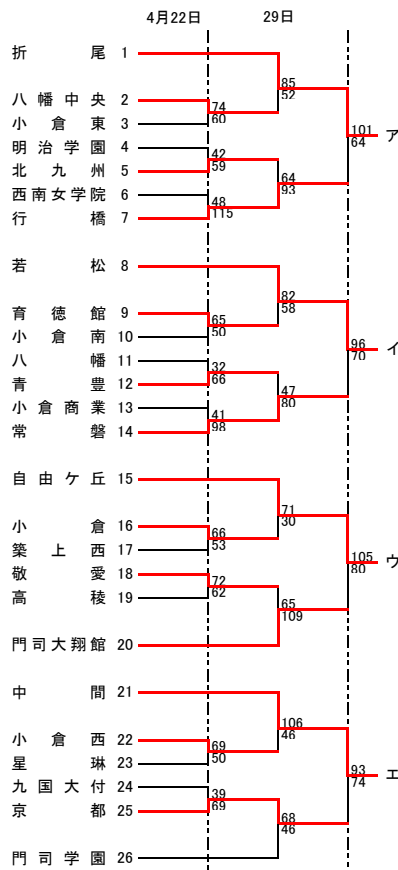 4月22日 29日
折尾 1
85
52
八幡中央 2
74
60
小倉東 3
101
64
ア
明治学園 4
42
59
北九州 5
64
93
西南女学院 6
48
115
行橋 7
若松 8
82
58
育徳館 9
65
50
小倉南 10
96
70
イ
八幡 11
32
66
青豊 12
47
80
小倉商業 13
41
98
常磐 14
自由ケ丘 15
71
30
小倉 16
66
53
築上西 17
105
80
ウ
敬愛 18
72
62
高稜 19
65
109
門司大翔館 20
中間 21
106
46
小倉西 22
69
50
星琳 23
93
74
エ
九国大付 24
39
69
京都 25
68
46
門司学園 26